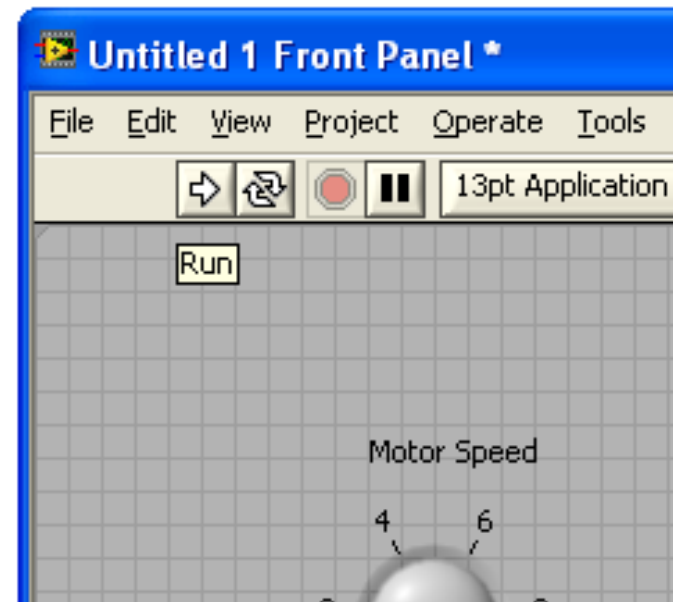 Untitled 1 Front Panel *
File Edit View Project Operate Tools
13pt Application
Run
Motor Speed
4 6